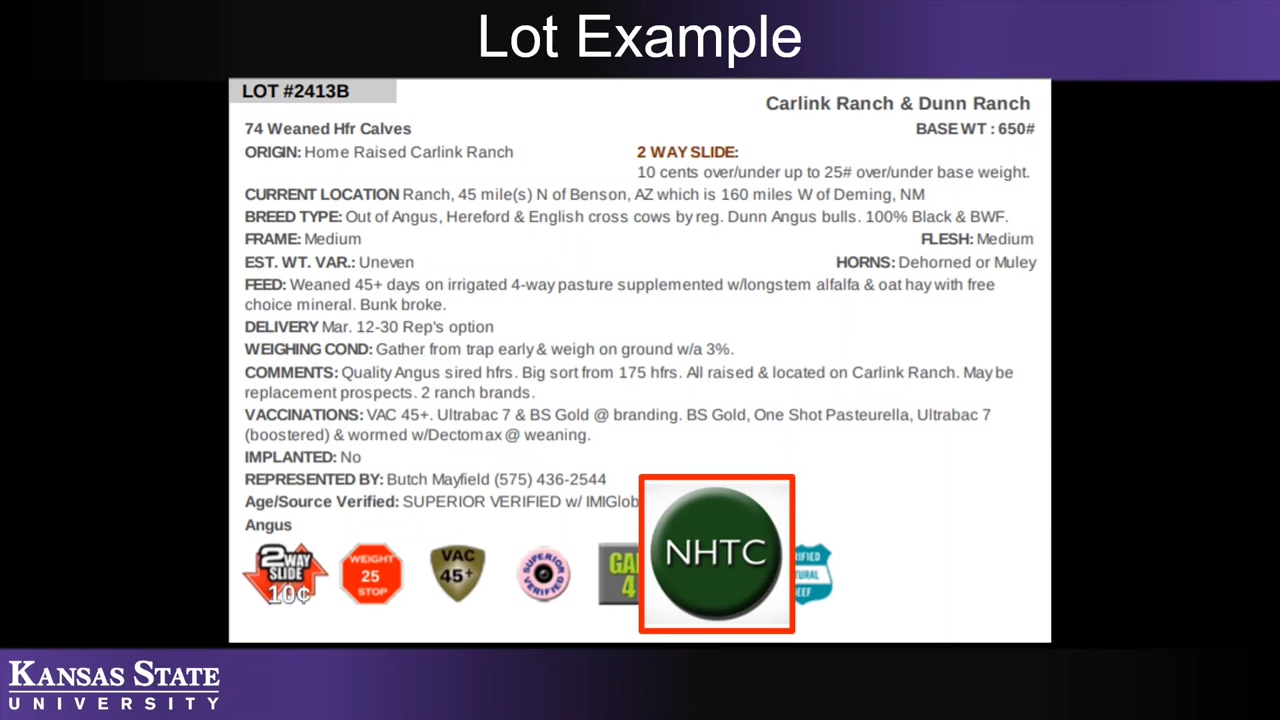 Lot Example
LOT #2413B
Carlink Ranch & Dunn Ranch
74 Weaned Hfr Calves
BASE WT : 650#
ORIGIN: Home Raised Carlink Ranch
2 WAY SLIDE:
10 cents over/under up to 25# over/under base weight.
CURRENT LOCATION Ranch, 45 mile(s) N of Benson, AZ which is 160 miles W of Deming, NM
BREED TYPE: Out of Angus, Hereford & English cross cows by reg. Dunn Angus bulls. 100% Black & BWF.
FRAME: Medium
FLESH: Medium
EST. WT. VAR.: Uneven
HORNS: Dehorned or Muley
FEED: Weaned 45+ days on irrigated 4-way pasture supplemented w/longstem alfalfa & oat hay with free
choice mineral. Bunk broke.
DELIVERY Mar. 12-30 Rep's option
WEIGHING COND: Gather from trap early & weigh on ground w/a 3%.
COMMENTS: Quality Angus sired hfrs. Big sort from 175 hfrs. All raised & located on Carlink Ranch. May be
replacement prospects. 2 ranch brands.
VACCINATIONS: VAC 45+. Ultrabac 7 & BS Gold @ branding. BS Gold, One Shot Pasteurella, Ultrabac 7
(boostered) & wormed w/Dectomax @ weaning.
IMPLANTED: No
REPRESENTED BY: Butch Mayfield (575) 436-2544
Age/Source Verified: SUPERIOR VERIFIED w/ IMIGlob
Angus
2 WAY
SLIDE
10¢
WEIGHT
25
STOP
VAC
45+
SUPERIOR
VERIFIED
GA
4
NHTC
RIFIED
TURAL
EEF
KANSAS STATE
UNIVERSITY